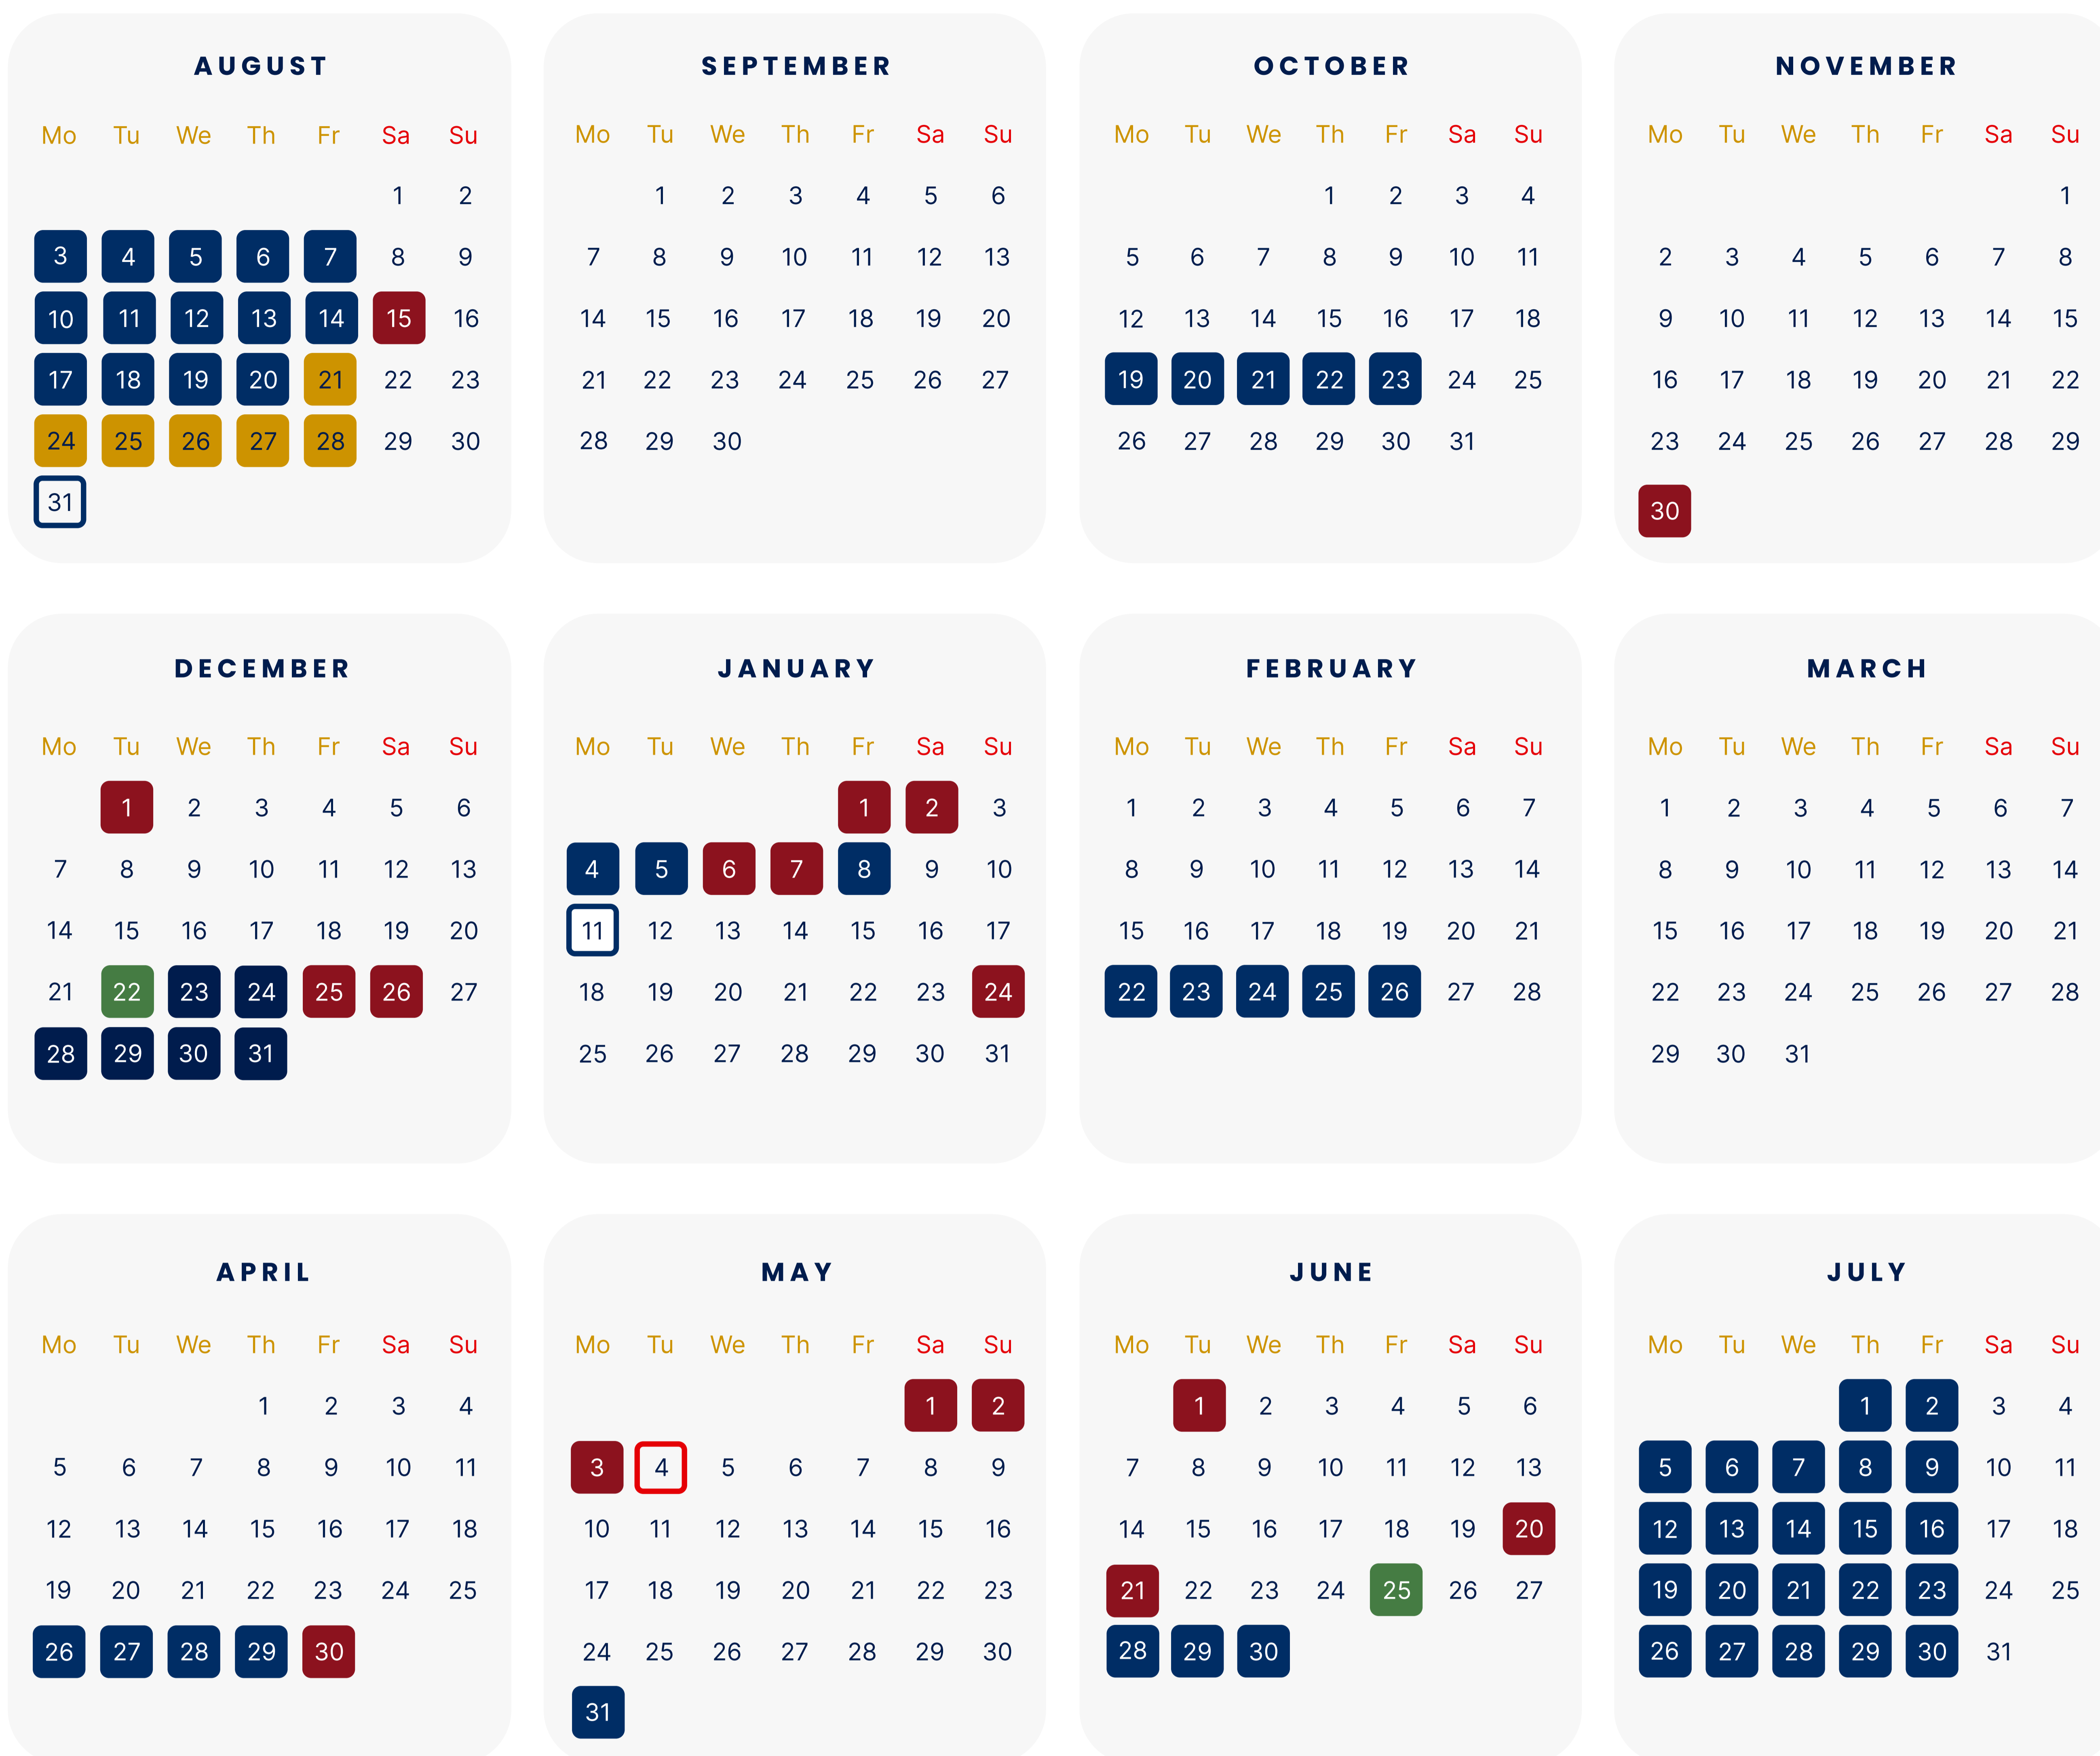 AUGUST
Mo Tu We Th Fr Sa Su
1 2
3 4 5 6 7 8 9
10 11 12 13 14 15 16
17 18 19 20 21 22 23
24 25 26 27 28 29 30
31
SEPTEMBER
Mo Tu We Th Fr Sa Su
1 2 3 4 5 6
7 8 9 10 11 12 13
14 15 16 17 18 19 20
21 22 23 24 25 26 27
28 29 30
OCTOBER
Mo Tu We Th Fr Sa Su
1 2 3 4
5 6 7 8 9 10 11
12 13 14 15 16 17 18
19 20 21 22 23 24 25
26 27 28 29 30 31
NOVEMBER
Mo Tu We Th Fr Sa Su
1
2 3 4 5 6 7 8
9 10 11 12 13 14 15
16 17 18 19 20 21 22
23 24 25 26 27 28 29
30
DECEMBER
Mo Tu We Th Fr Sa Su
1 2 3 4 5 6
7 8 9 10 11 12 13
14 15 16 17 18 19 20
21 22 23 24 25 26 27
28 29 30 31
JANUARY
Mo Tu We Th Fr Sa Su
1 2 3
4 5 6 7 8 9 10
11 12 13 14 15 16 17
18 19 20 21 22 23 24
25 26 27 28 29 30 31
FEBRUARY
Mo Tu We Th Fr Sa Su
1 2 3 4 5 6 7
8 9 10 11 12 13 14
15 16 17 18 19 20 21
22 23 24 25 26 27 28
MARCH
Mo Tu We Th Fr Sa Su
1 2 3 4 5 6 7
8 9 10 11 12 13 14
15 16 17 18 19 20 21
22 23 24 25 26 27 28
29 30 31
APRIL
Mo Tu We Th Fr Sa Su
1 2 3 4
5 6 7 8 9 10 11
12 13 14 15 16 17 18
19 20 21 22 23 24 25
26 27 28 29 30
MAY
Mo Tu We Th Fr Sa Su
1 2
3 4 5 6 7 8 9
10 11 12 13 14 15 16
17 18 19 20 21 22 23
24 25 26 27 28 29 30
31
JUNE
Mo Tu We Th Fr Sa Su
1 2 3 4 5 6
7 8 9 10 11 12 13
14 15 16 17 18 19 20
21 22 23 24 25 26 27
28 29 30
JULY
Mo Tu We Th Fr Sa Su
1 2 3 4
5 6 7 8 9 10 11
12 13 14 15 16 17 18
19 20 21 22 23 24 25
26 27 28 29 30 31